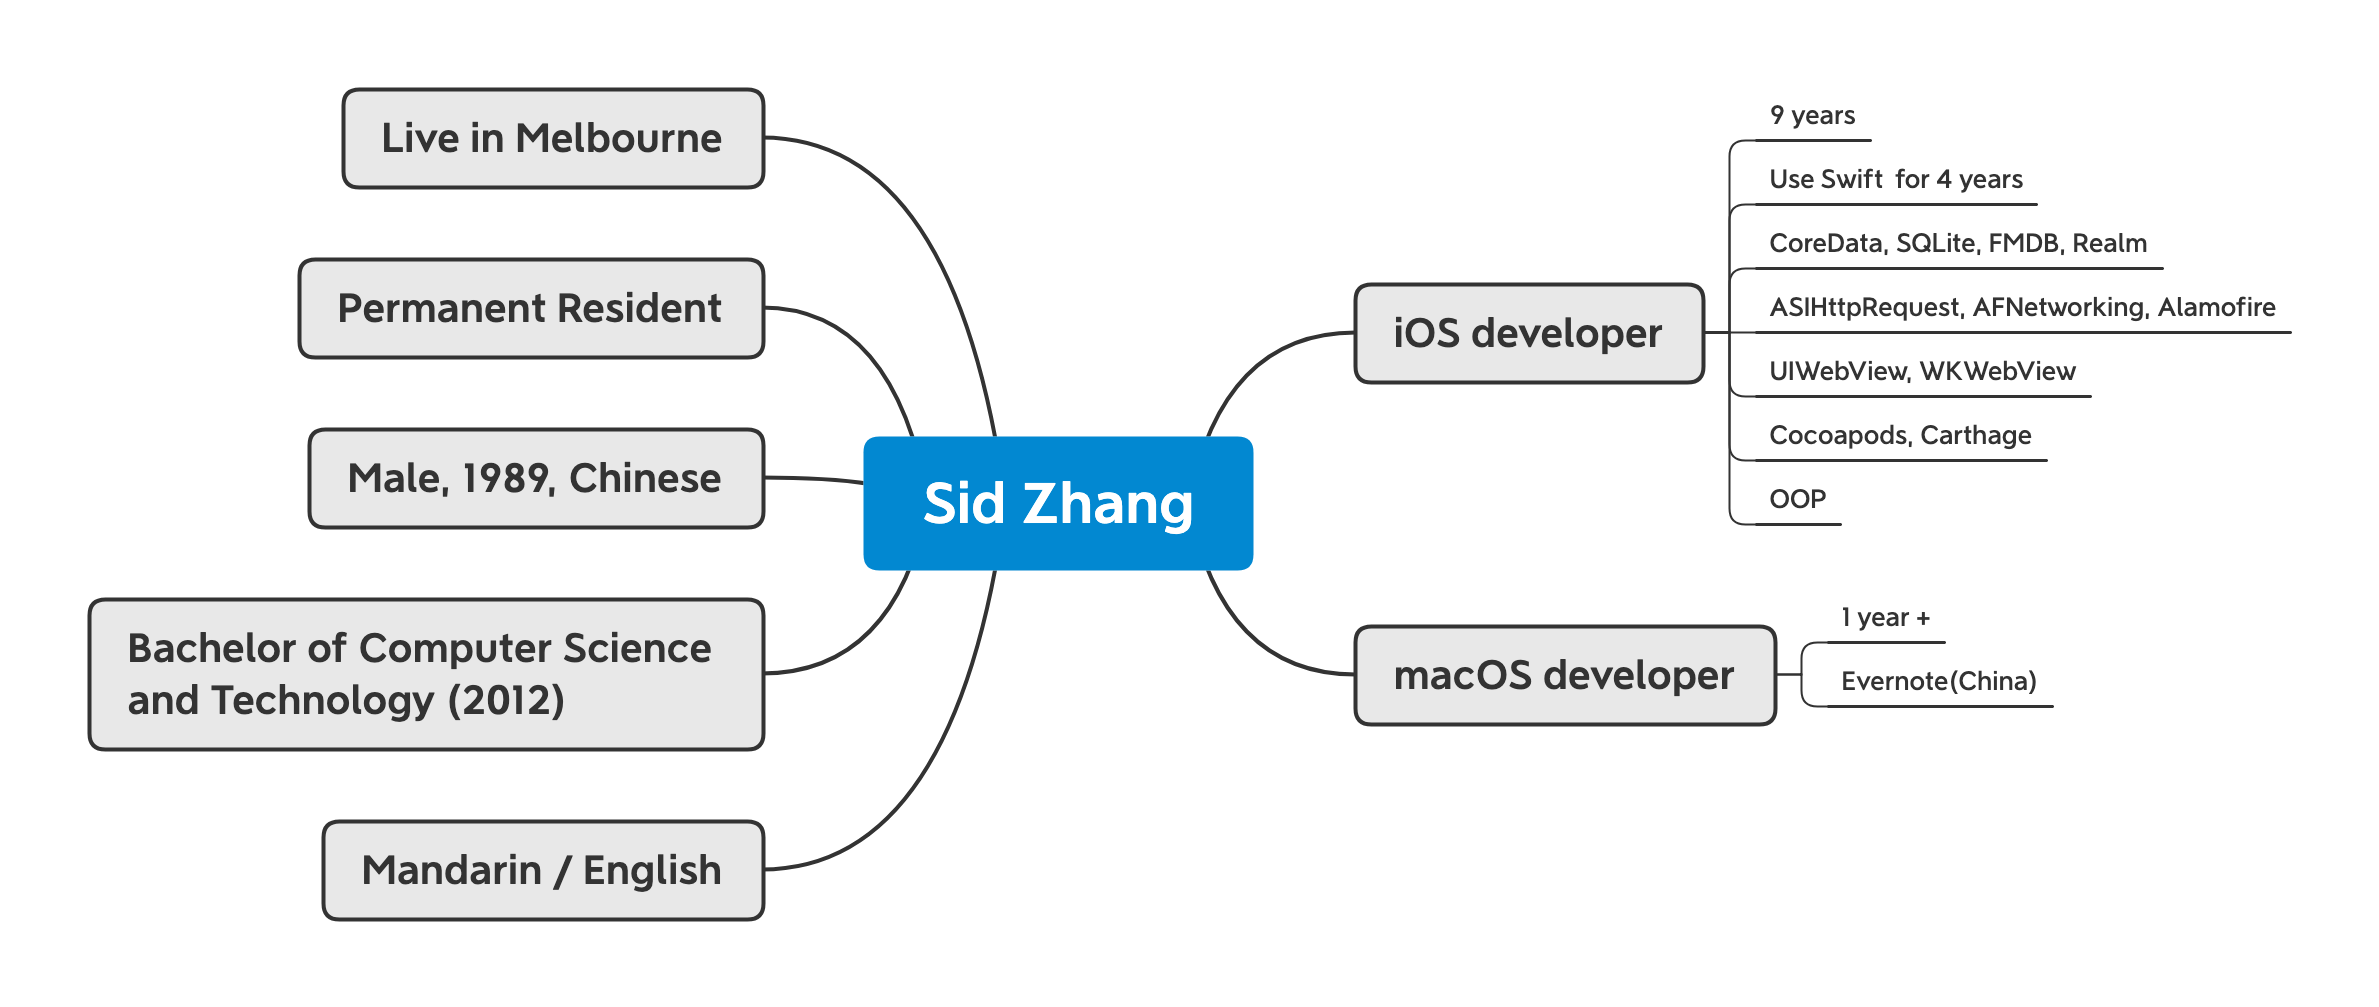 Live in Melbourne
Permanent Resident
Male, 1989, Chinese
Bachelor of Computer Science
and Technology (2012)
Mandarin / English
Sid Zhang
iOS developer
9 years
Use Swift  for 4 years
CoreData, SQLite, FMDB, Realm
ASIHttpRequest, AFNetworking, Alamofire
UIWebView, WKWebView
Cocoapods, Carthage
OOP
macOS developer
1 year +
Evernote(China)